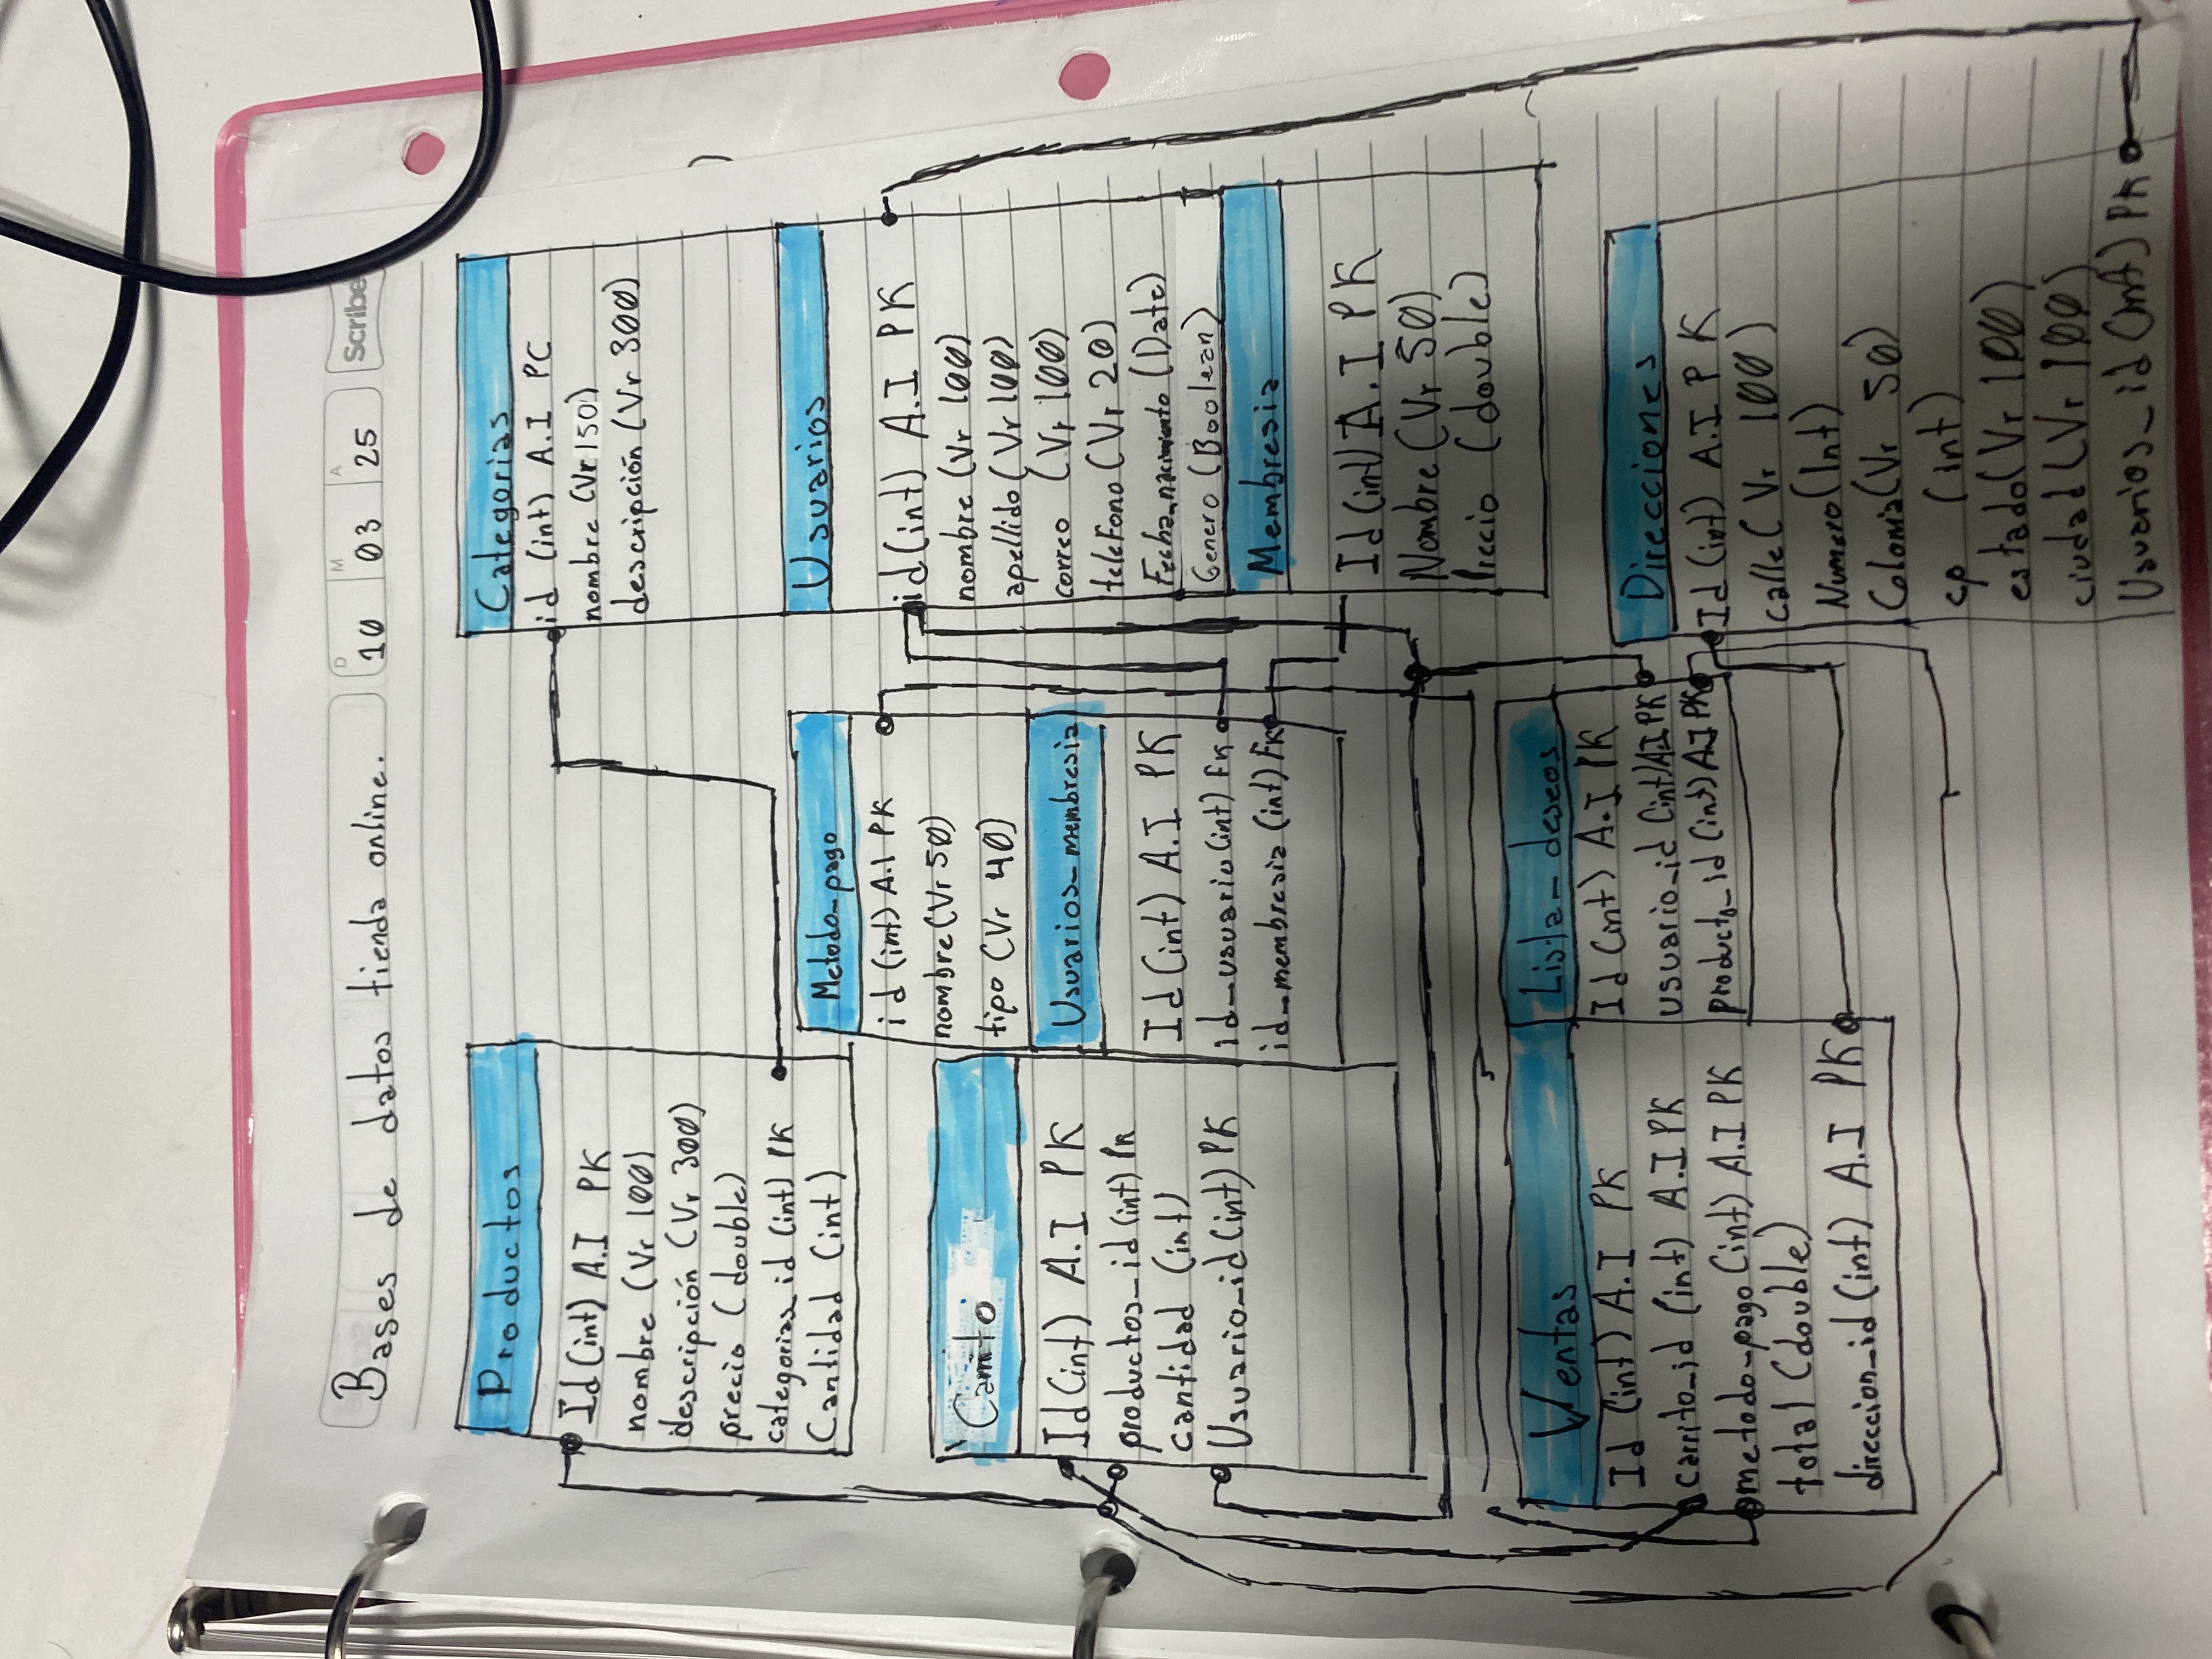 Bases de datos tienda online.
D M A
10 03 25
Scribe
Productos
Id (int) A.I PK
nombre (Vr 100)
descripción (Vr 300)
precio (double)
categorias_id (int) PK
Cantidad (int)
Categorias
id (int) A.I PC
nombre (Vr 150)
descripción (Vr 300)
Metodo_pago
id (int) A.I PK
nombre (Vr 50)
tipo (Vr 40)
Usuarios
id (int) A.I PK
nombre (Vr 100)
apellido (Vr 100)
correo (Vr 100)
telefono (Vr 20)
Fecha_nacimiento (Date)
Genero (Boolean)
Carrito
Id (int) A.I PK
productos_id (int) PK
cantidad (int)
Usuario_id (int) PK
Usuarios_membresia
Id (int) A.I PK
id_usuario (int) FK
id_membresia (int) FK
Membresia
Id (int) A.I PK
Nombre (Vr 50)
Precio (double)
Ventas
Id (int) A.I PK
carrito_id (int) A.I PK
metodo_pago (int) A.I PK
total (double)
direccion_id (int) A.I PK
Lista_deseos
Id (int) A.I PK
usuario_id (int) A.I PK
producto_id (int) A.I PK
Direcciones
Id (int) A.I PK
calle (Vr 100)
Numero (Int)
Colonia (Vr 50)
cp (int)
estado (Vr 100)
ciudad (Vr 100)
Usuarios_id (int) PK